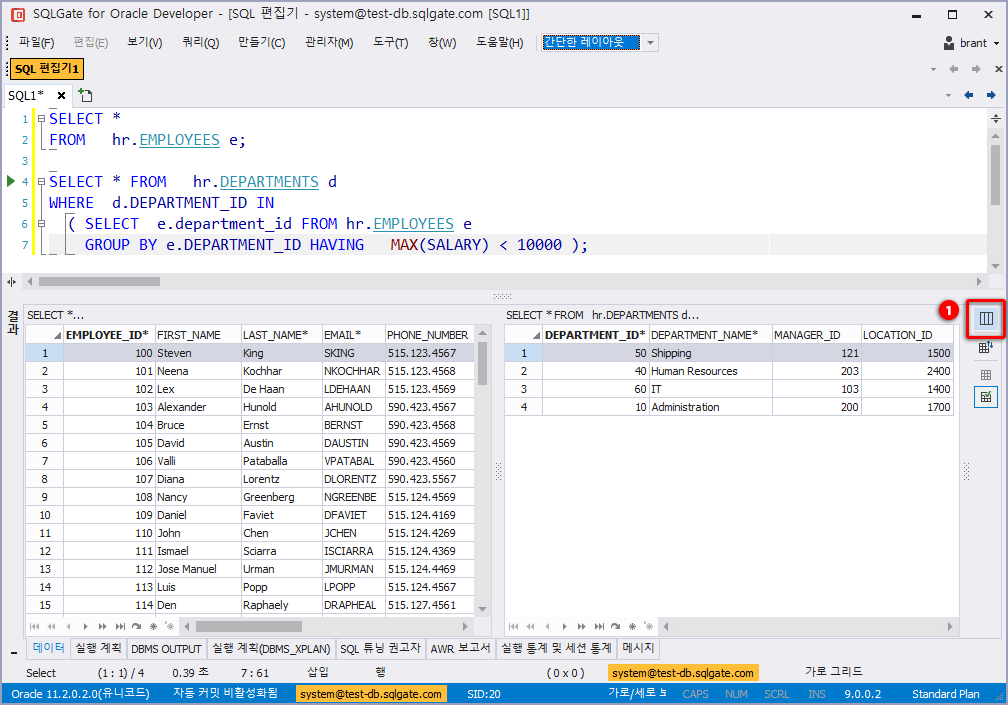 SQLGate for Oracle Developer - [SQL 편집기 - system@test-db.sqlgate.com [SQL1]]
파일(F) 편집(E) 보기(V) 쿼리(Q) 만들기(C) 관리자(M) 도구(T) 창(W) 도움말(H) 간단한 레이아웃 brant
SQL 편집기1
SQL1*
1 SELECT *
2 FROM hr.EMPLOYEES e;
3
4 SELECT * FROM hr.DEPARTMENTS d
5 WHERE d.DEPARTMENT_ID IN
6 ( SELECT e.department_id FROM hr.EMPLOYEES e
7 GROUP BY e.DEPARTMENT_ID HAVING MAX(SALARY) < 10000 );
결과
SELECT *...
EMPLOYEE_ID* FIRST_NAME LAST_NAME* EMAIL* PHONE_NUMBER
1 100 Steven King SKING 515.123.4567
2 101 Neena Kochhar NKOCHHAR 515.123.4568
3 102 Lex De Haan LDEHAAN 515.123.4569
4 103 Alexander Hunold AHUNOLD 590.423.4567
5 104 Bruce Ernst BERNST 590.423.4568
6 105 David Austin DAUSTIN 590.423.4569
7 106 Valli Pataballa VPATABAL 590.423.4560
8 107 Diana Lorentz DLORENTZ 590.423.5567
9 108 Nancy Greenberg NGREENBE 515.124.4569
10 109 Daniel Faviet DFAVIET 515.124.4169
11 110 John Chen JCHEN 515.124.4269
12 111 Ismael Sciarra ISCIARRA 515.124.4369
13 112 Jose Manuel Urman JMURMAN 515.124.4469
14 113 Luis Popp LPOPP 515.124.4567
15 114 Den Raphaely DRAPHEAL 515.127.4561
SELECT * FROM hr.DEPARTMENTS d...
1
DEPARTMENT_ID* DEPARTMENT_NAME* MANAGER_ID LOCATION_ID
1 50 Shipping 121 1500
2 40 Human Resources 203 2400
3 60 IT 103 1400
4 10 Administration 200 1700
데이터 실행 계획 DBMS OUTPUT 실행 계획(DBMS_XPLAN) SQL 튜닝 권고자 AWR 보고서 실행 통계 및 세션 통계 메시지
Select (1: 1) / 4 0.39 초 7 : 61 삽입 행 ( 0 x 0 ) system@test-db.sqlgate.com 가로 그리드
Oracle 11.2.0.2.0(유니코드) 자동 커밋 비활성화됨 system@test-db.sqlgate.com SID:20 가로/세로 보 CAPS NUM SCRL INS 9.0.0.2 Standard Plan